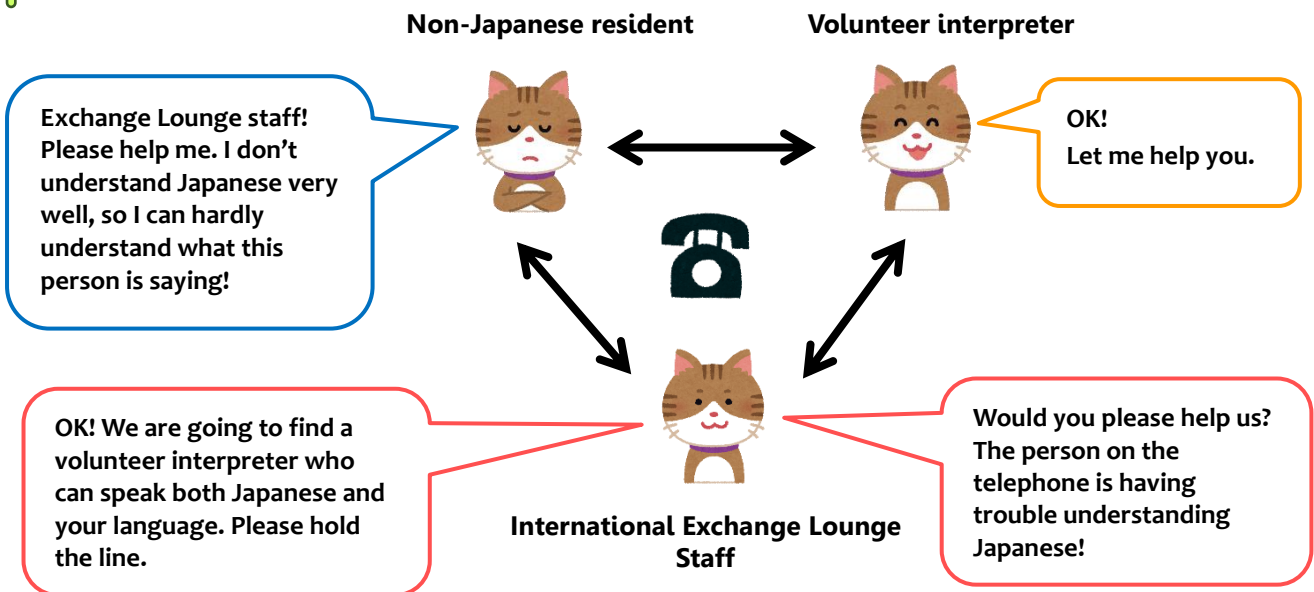 Non-Japanese resident
Volunteer interpreter
Exchange Lounge staff!
Please help me. I don’t
understand Japanese very
well, so I can hardly
understand what this
person is saying!
OK!
Let me help you.
OK! We are going to find a
volunteer interpreter who
can speak both Japanese and
your language. Please hold
the line.
Would you please help us?
The person on the
telephone is having
trouble understanding
Japanese!
International Exchange Lounge
Staff